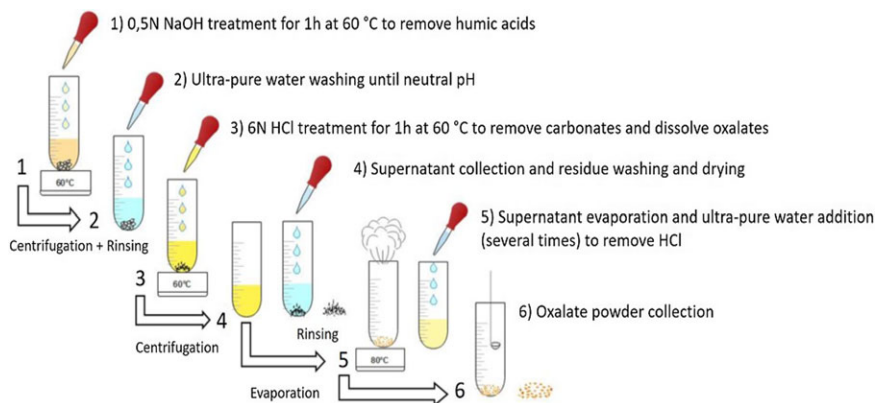 1) 0,5N NaOH treatment for 1h at 60 °C to remove humic acids
2) Ultra-pure water washing until neutral pH
3) 6N HCl treatment for 1h at 60 °C to remove carbonates and dissolve oxalates
4) Supernatant collection and residue washing and drying
5) Supernatant evaporation and ultra-pure water addition
(several times) to remove HCl
6) Oxalate powder collection
1
60°C
2
Centrifugation + Rinsing
3
60°C
4
Centrifugation
Rinsing
5
80°C
Evaporation
6